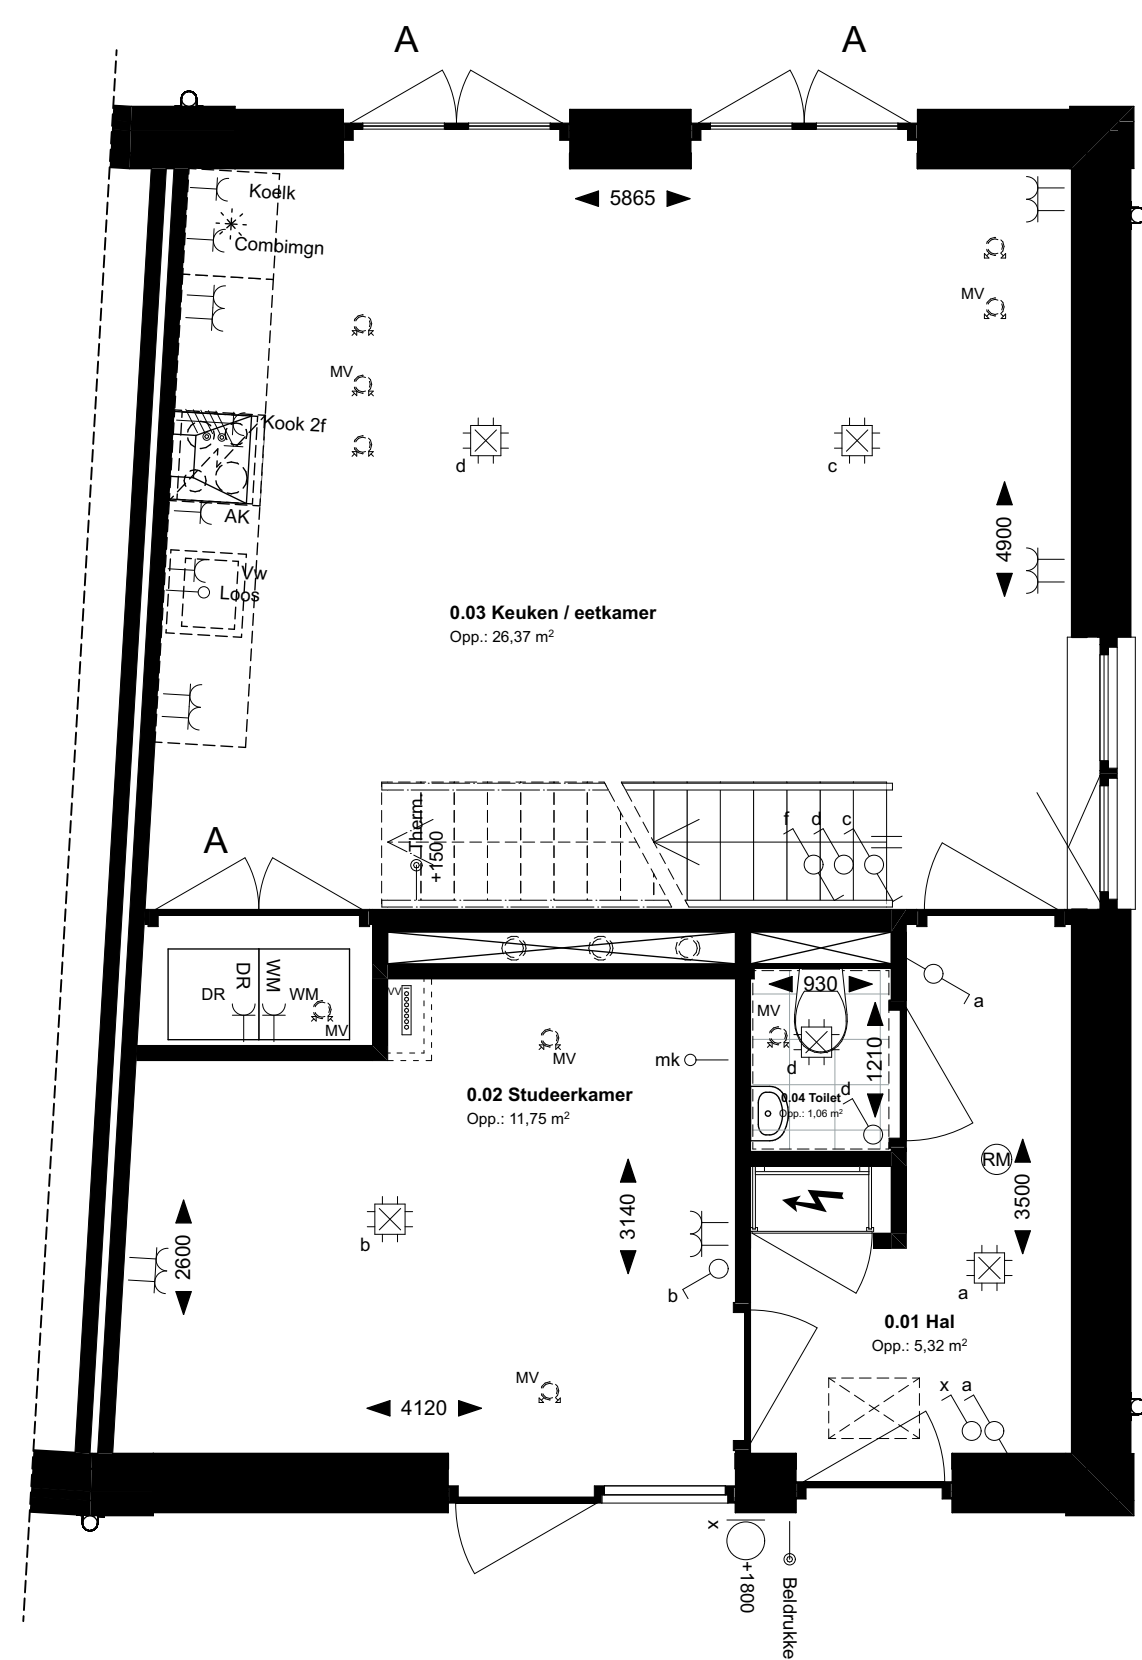 A
A
5865
Koelk
Combimgn
MV
MV
Kook 2f
d
c
AK
4900
Vw
Loos
0.03 Keuken / eetkamer
Opp.: 26,37 m²
A
Therm.
+1500
f
d
c
DR
WM
DR
WM
MV
VV
MV
mk
930
MV
d
1210
a
0.02 Studeerkamer
Opp.: 11,75 m²
d
0.04 Toilet
Opp.: 1,06 m²
RM
3500
2600
b
3140
b
a
0.01 Hal
Opp.: 5,32 m²
MV
4120
x
a
x
+1800
Beldrukke